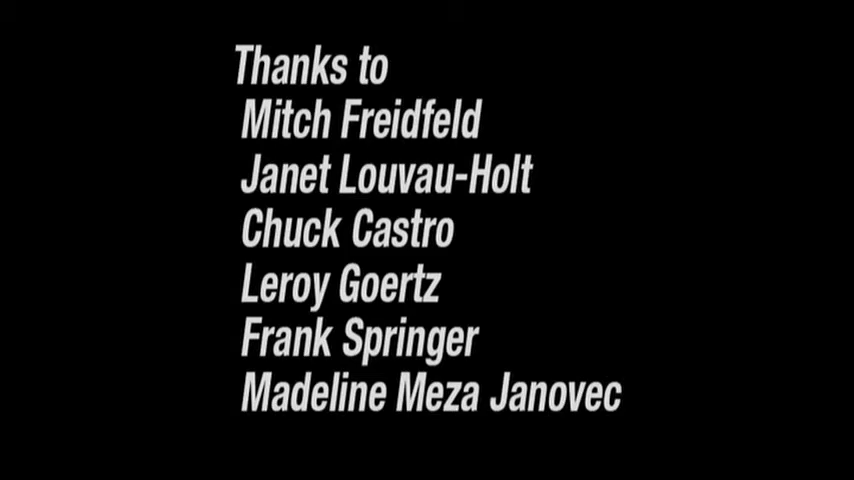 Thanks to
Mitch Freidfeld
Janet Louvau-Holt
Chuck Castro
Leroy Goertz
Frank Springer
Madeline Meza Janovec